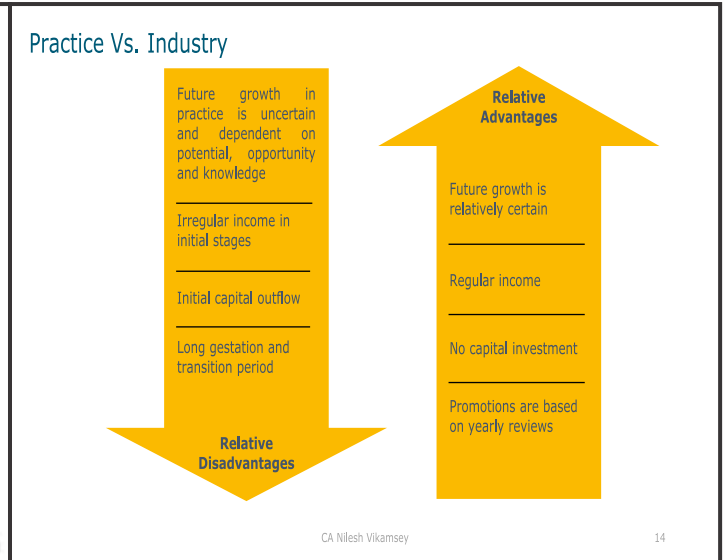 Practice Vs. Industry
Future growth in
practice is uncertain
and dependent on
potential, opportunity
and knowledge
Irregular income in
initial stages
Initial capital outflow
Long gestation and
transition period
Relative
Disadvantages
Relative
Advantages
Future growth is
relatively certain
Regular income
No capital investment
Promotions are based
on yearly reviews
CA Nilesh Vikamsey
14